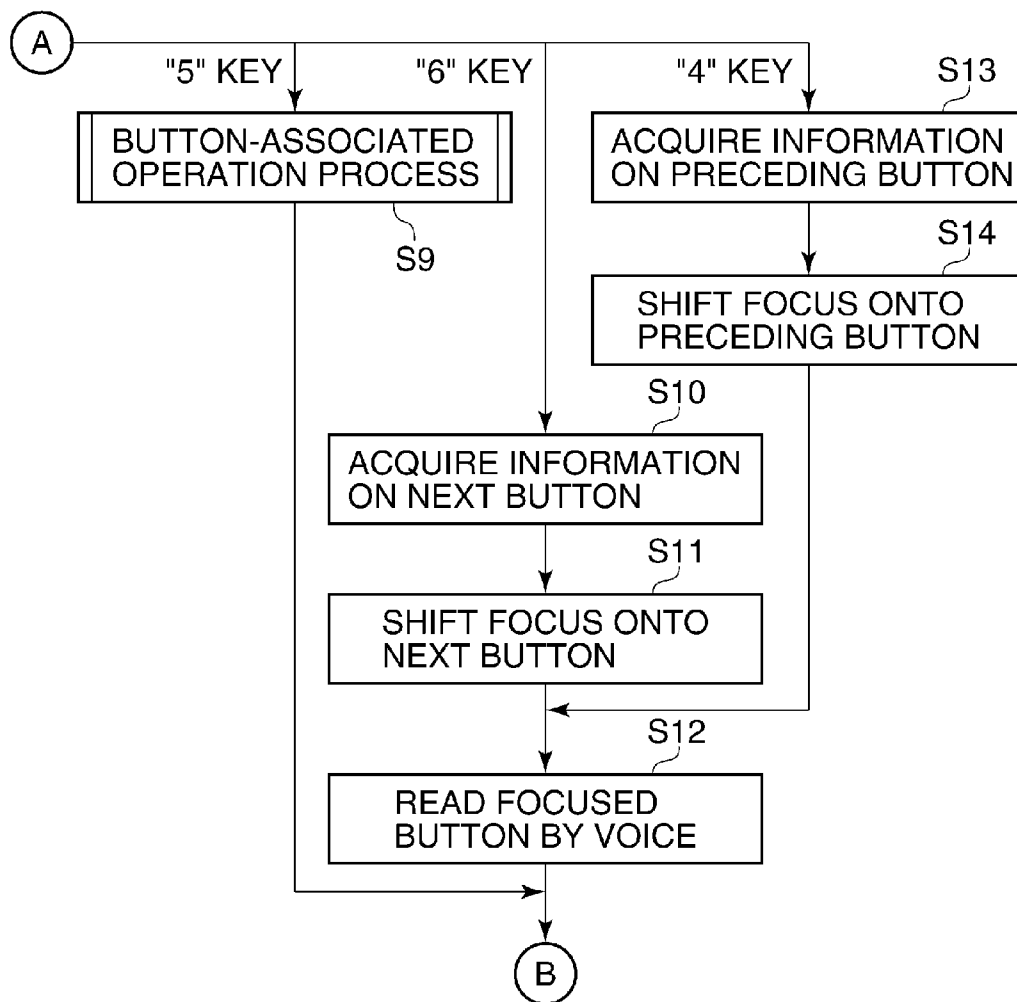 A
"5" KEY
"6" KEY
"4" KEY
S13
BUTTON-ASSOCIATED
OPERATION PROCESS
S9
ACQUIRE INFORMATION
ON PRECEDING BUTTON
S14
SHIFT FOCUS ONTO
PRECEDING BUTTON
S10
ACQUIRE INFORMATION
ON NEXT BUTTON
S11
SHIFT FOCUS ONTO
NEXT BUTTON
S12
READ FOCUSED
BUTTON BY VOICE
B